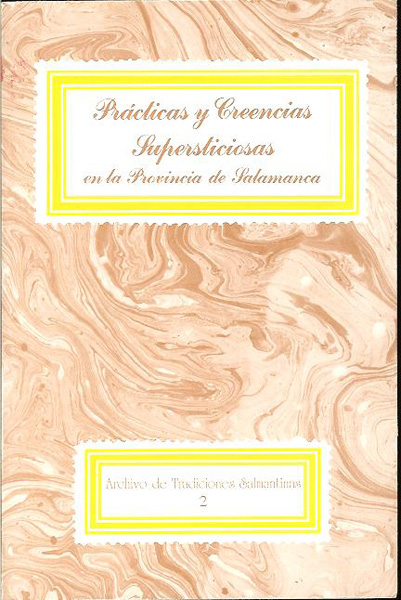 Prácticas y Creencias
Supersticiosas
en la Provincia de Salamanca
Archivo de Tradiciones Salmantinas
2